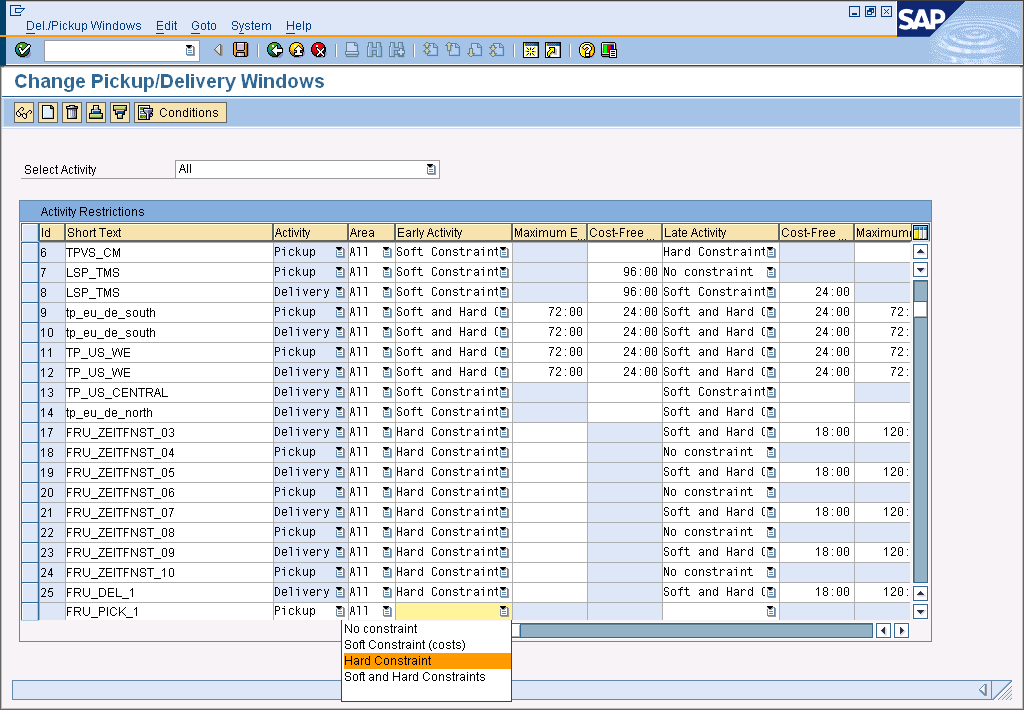 Del./Pickup Windows Edit Goto System Help
SAP
Change Pickup/Delivery Windows
Conditions
Select Activity All
Activity Restrictions
Id Short Text Activity Area Early Activity Maximum E... Cost-Free ... Late Activity Cost-Free ... Maximum
6 TPVS_CM Pickup All Soft Constraint Hard Constraint
7 LSP_TMS Pickup All Soft Constraint 96:00 No constraint
8 LSP_TMS Delivery All Soft Constraint 96:00 Soft Constraint 24:00
9 tp_eu_de_south Pickup All Soft and Hard C 72:00 24:00 Soft and Hard C 24:00 72:
10 tp_eu_de_south Delivery All Soft and Hard C 72:00 24:00 Soft and Hard C 24:00 72:
11 TP_US_WE Pickup All Soft and Hard C 72:00 24:00 Soft and Hard C 24:00 72:
12 TP_US_WE Delivery All Soft and Hard C 72:00 24:00 Soft and Hard C 24:00 72:
13 TP_US_CENTRAL Delivery All Soft Constraint Soft Constraint
14 tp_eu_de_north Delivery All Soft Constraint Soft and Hard C
17 FRU_ZEITFNST_03 Delivery All Hard Constraint Soft and Hard C 18:00 120:
18 FRU_ZEITFNST_04 Pickup All Hard Constraint No constraint
19 FRU_ZEITFNST_05 Delivery All Hard Constraint Soft and Hard C 18:00 120:
20 FRU_ZEITFNST_06 Pickup All Hard Constraint No constraint
21 FRU_ZEITFNST_07 Delivery All Hard Constraint Soft and Hard C 18:00 120:
22 FRU_ZEITFNST_08 Pickup All Hard Constraint No constraint
23 FRU_ZEITFNST_09 Delivery All Hard Constraint Soft and Hard C 18:00 120:
24 FRU_ZEITFNST_10 Pickup All Hard Constraint No constraint
25 FRU_DEL_1 Delivery All Hard Constraint Soft and Hard C 18:00 120:
FRU_PICK_1 Pickup All
No constraint
Soft Constraint (costs)
Hard Constraint
Soft and Hard Constraints